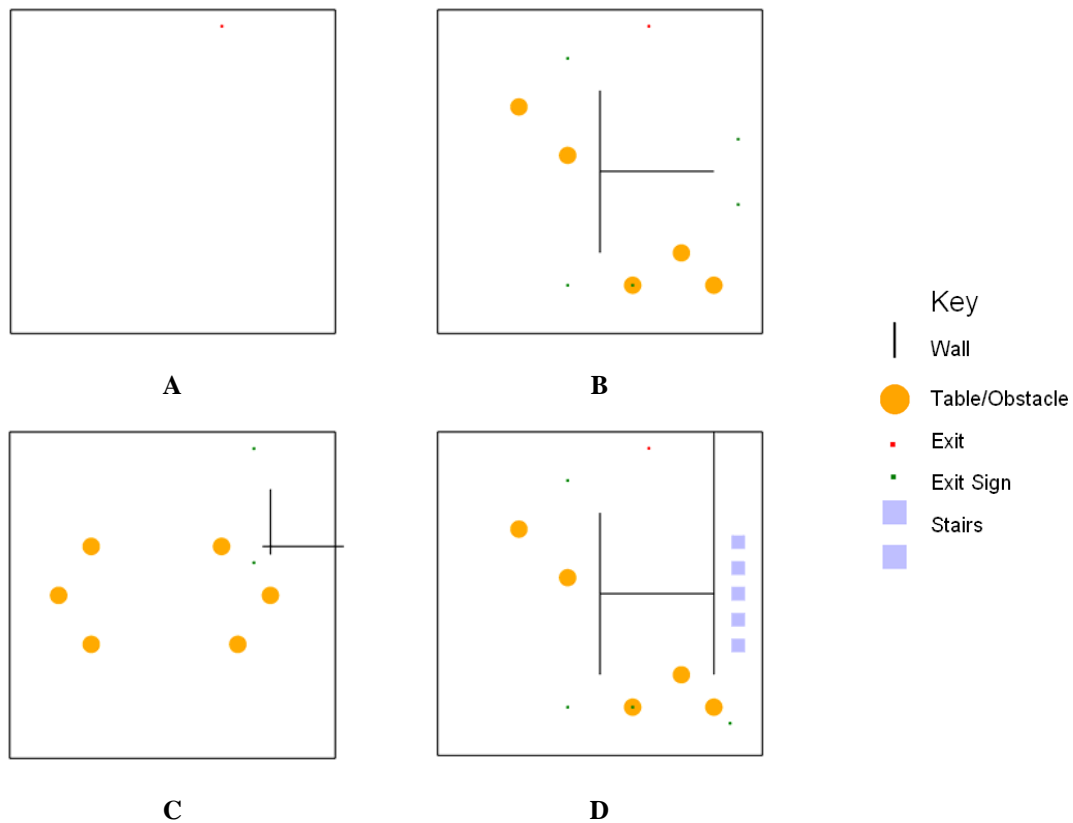 A
B
Key
Wall
Table/Obstacle
Exit
Exit Sign
Stairs
C
D